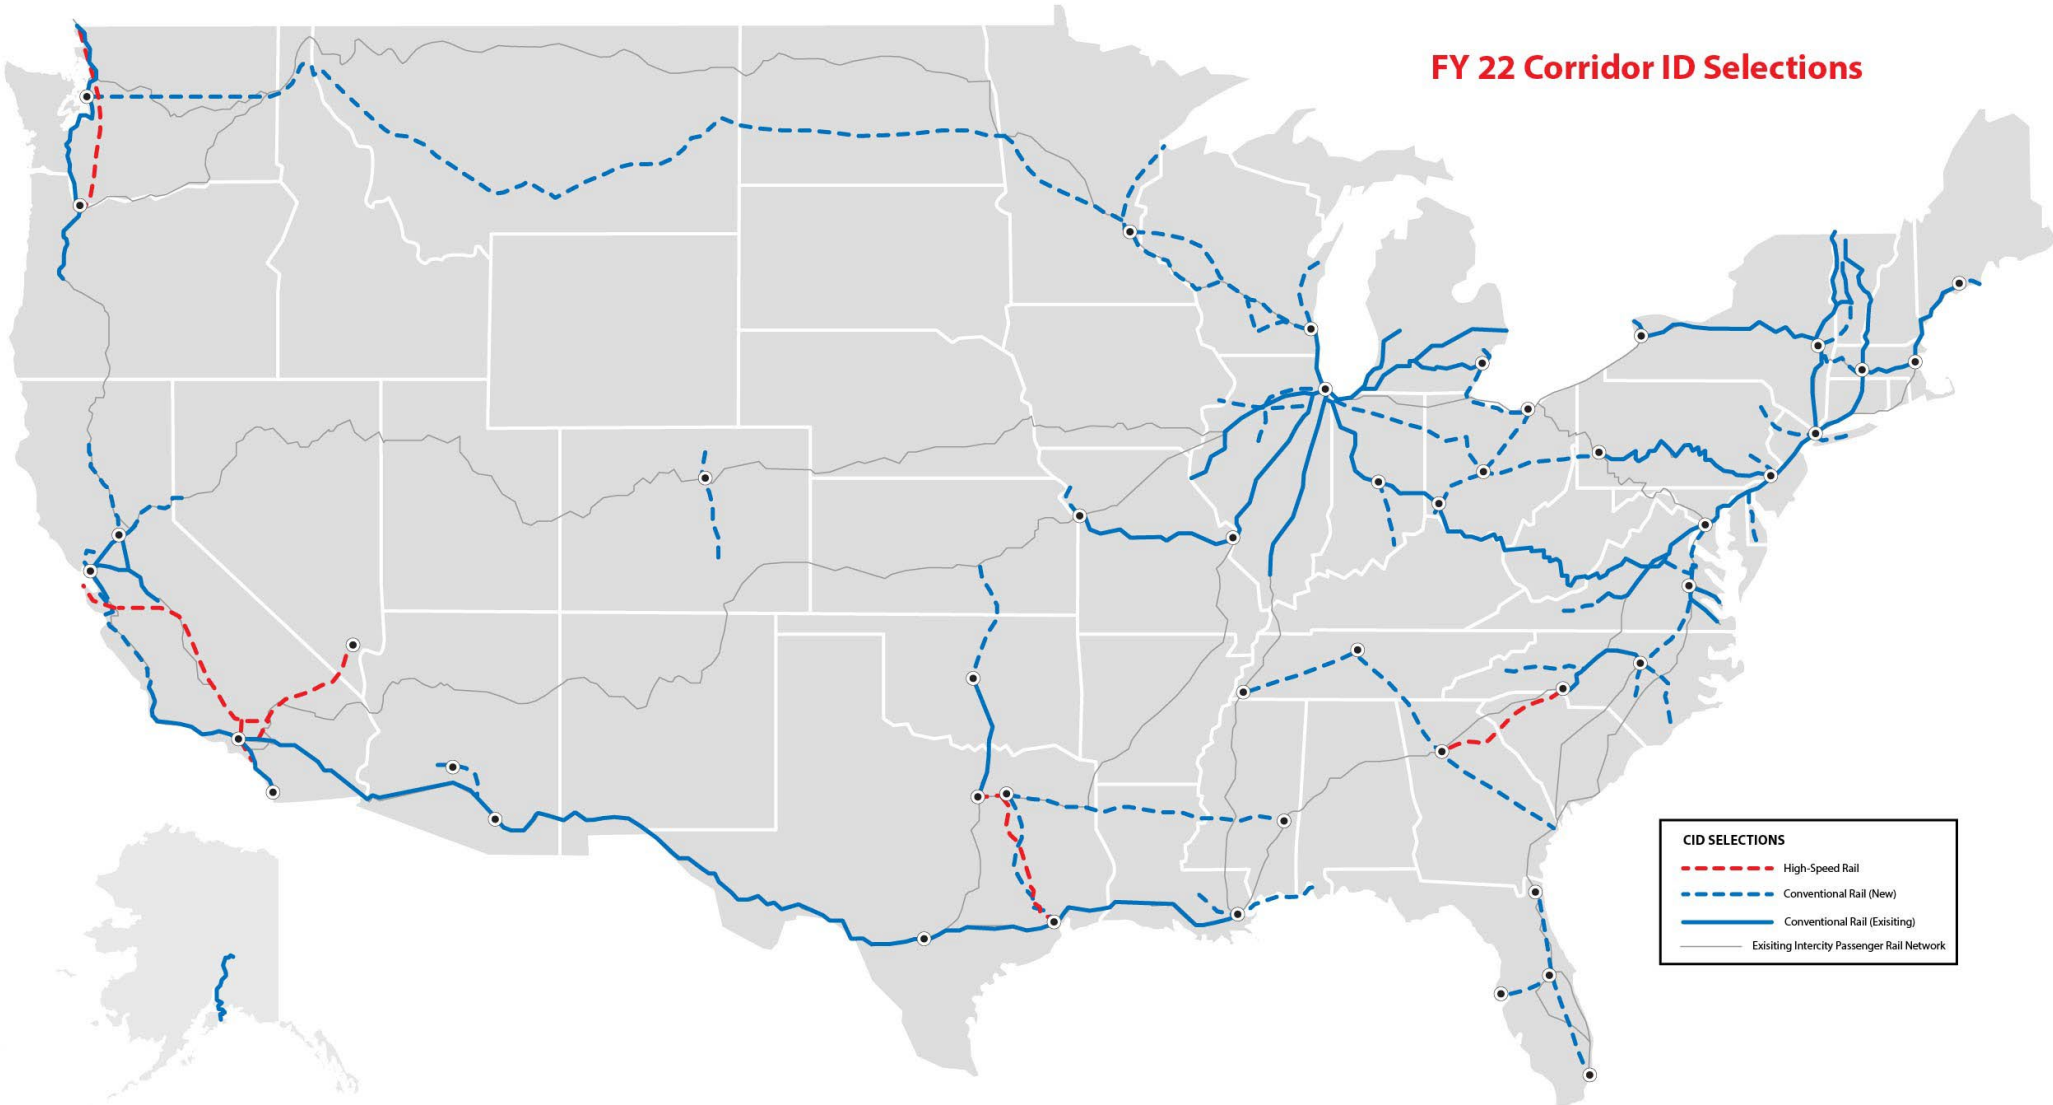 FY 22 Corridor ID Selections
CID SELECTIONS
High-Speed Rail
Conventional Rail (New)
Conventional Rail (Exisiting)
Exisiting Intercity Passenger Rail Network